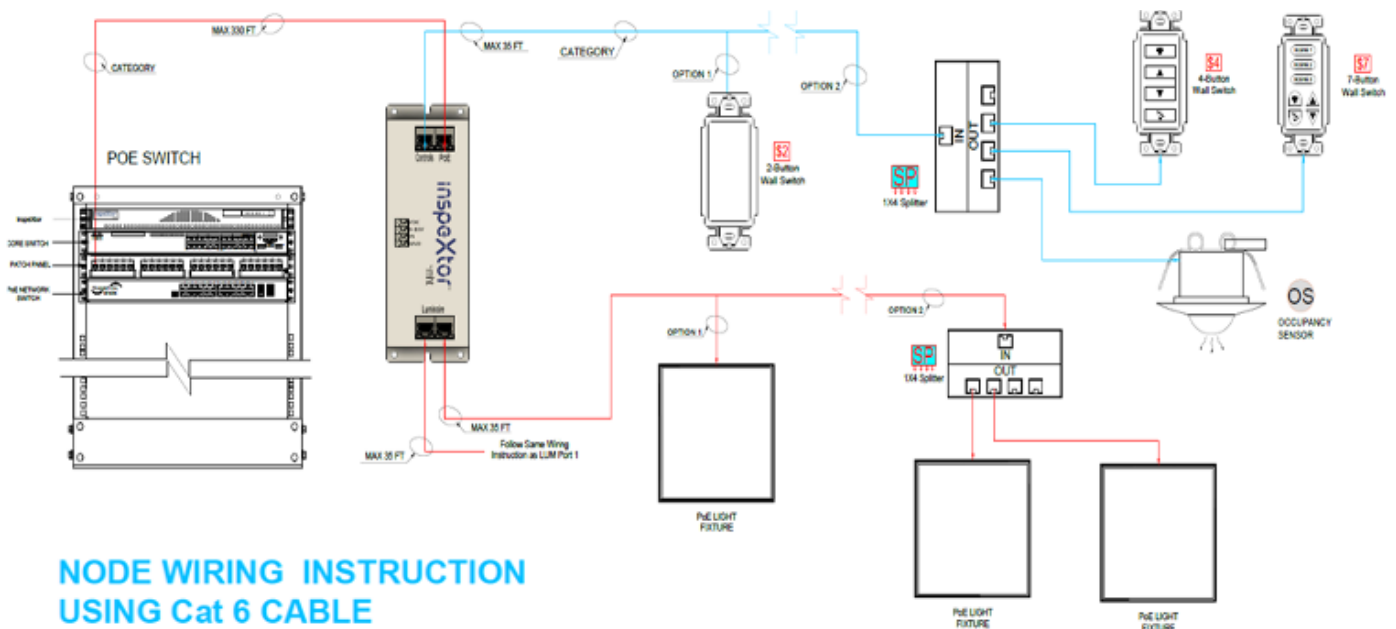 MAX 330 FT
CATEGORY
MAX 35 FT
CATEGORY
OPTION 1
OPTION 2
$4
4-Button
Wall Switch
$7
7-Button
Wall Switch
POE SWITCH
Controls PoE
inspeXtor
Luminaire
$2
2-Button
Wall Switch
IN
OUT
SP
1X4 Splitter
InspeXtor
CORE SWITCH
PATCH PANEL
PoE NETWORK
SWITCH
OS
OCCUPANCY
SENSOR
OPTION 1
OPTION 2
SP
1X4 Splitter
IN
OUT
MAX 35 FT
MAX 35 FT
Follow Same Wiring
Instruction as LUM Port 1
PoE LIGHT
FIXTURE
PoE LIGHT
FIXTURE
PoE LIGHT
FIXTURE
NODE WIRING INSTRUCTION
USING Cat 6 CABLE